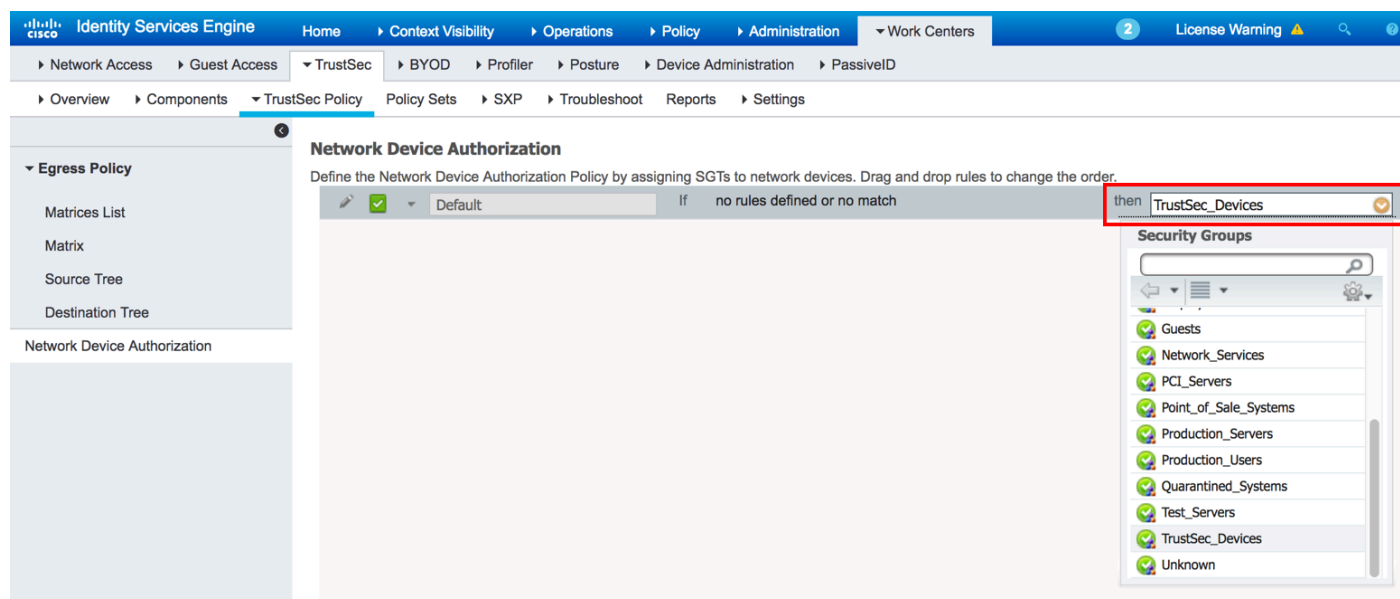 cisco Identity Services Engine Home Context Visibility Operations Policy Administration Work Centers 2 License Warning
Network Access Guest Access TrustSec BYOD Profiler Posture Device Administration PassiveID
Overview Components TrustSec Policy Policy Sets SXP Troubleshoot Reports Settings
Egress Policy
Matrices List
Matrix
Source Tree
Destination Tree
Network Device Authorization
Network Device Authorization
Define the Network Device Authorization Policy by assigning SGTs to network devices. Drag and drop rules to change the order.
Default If no rules defined or no match then TrustSec_Devices
Security Groups
Guests
Network_Services
PCI_Servers
Point_of_Sale_Systems
Production_Servers
Production_Users
Quarantined_Systems
Test_Servers
TrustSec_Devices
Unknown